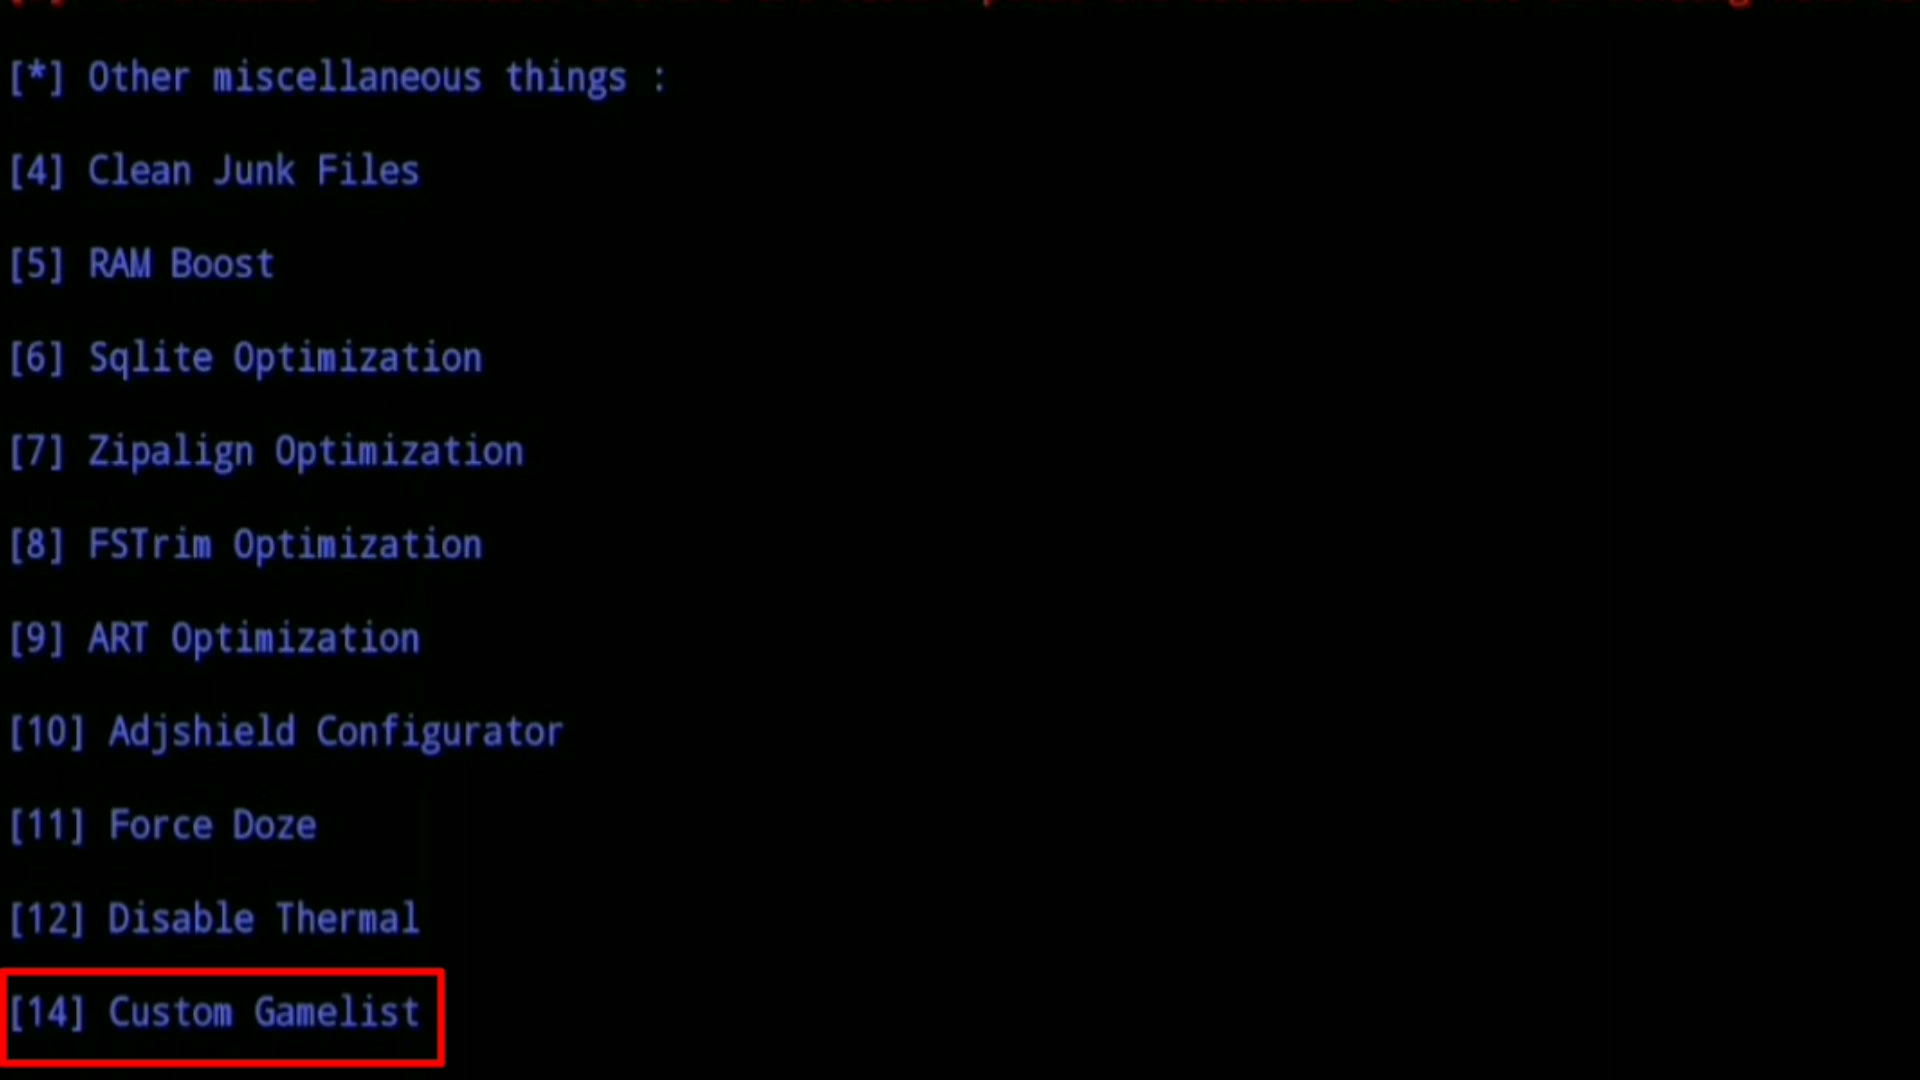 [*] Other miscellaneous things :
[4] Clean Junk Files
[5] RAM Boost
[6] Sqlite Optimization
[7] Zipalign Optimization
[8] FSTrim Optimization
[9] ART Optimization
[10] Adjshield Configurator
[11] Force Doze
[12] Disable Thermal
[14] Custom Gamelist